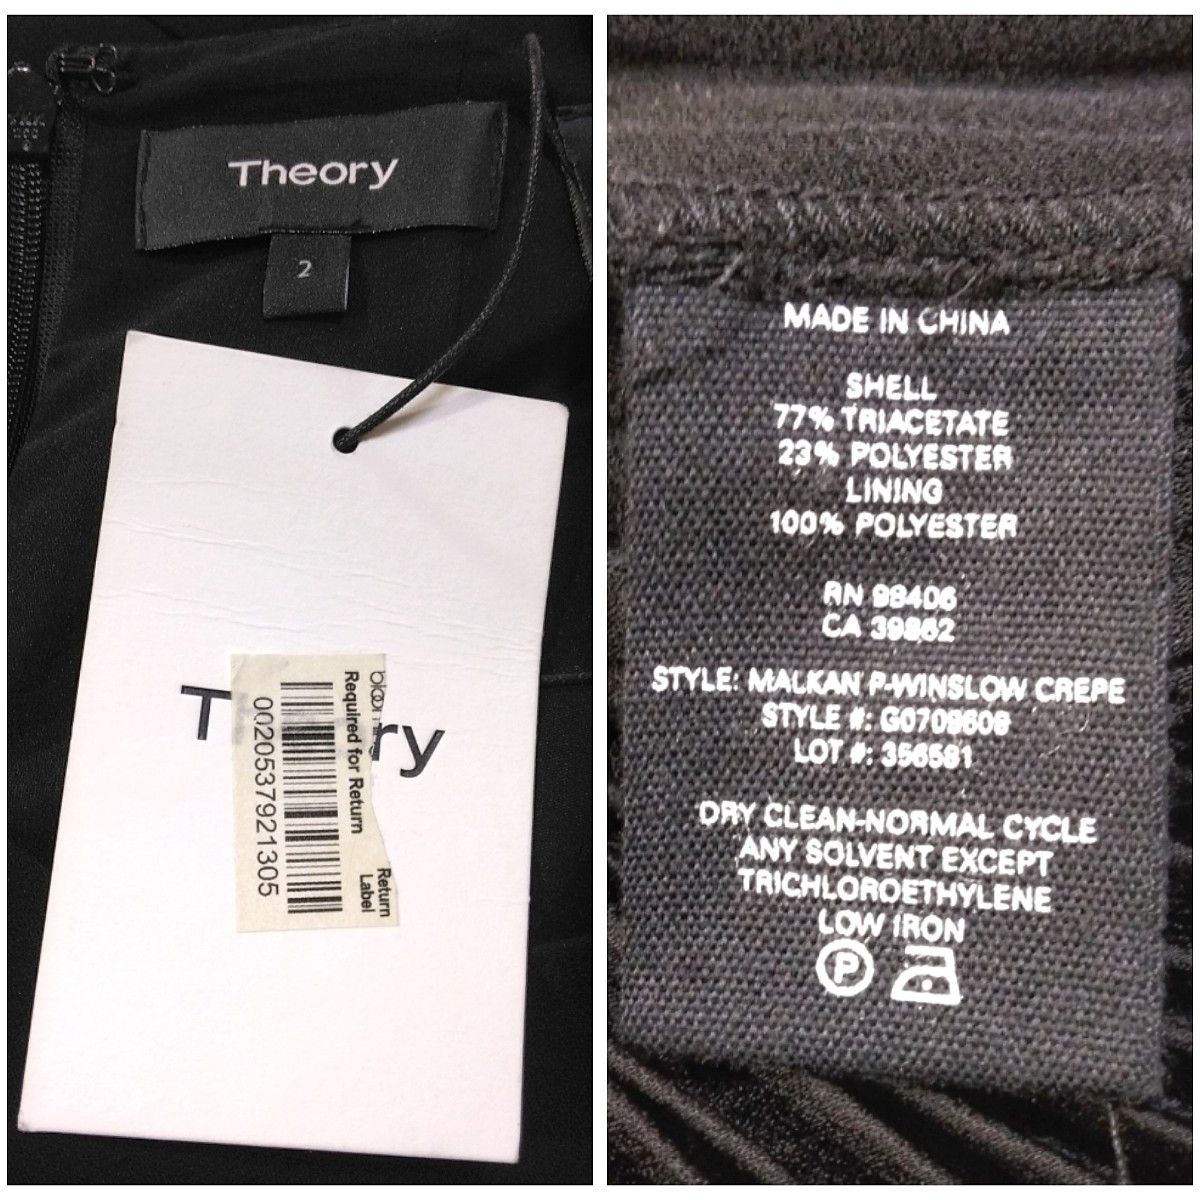 Theory
2
Theory
Required for Return
Return
Label
0020537921305
MADE IN CHINA
SHELL
77% TRIACETATE
23% POLYESTER
LINING
100% POLYESTER
RN 98406
CA 39862
STYLE: MALKAN P-WINSLOW CREPE
STYLE #: G0709609
LOT #: 356581
DRY CLEAN-NORMAL CYCLE
ANY SOLVENT EXCEPT
TRICHLOROETHYLENE
LOW IRON
P